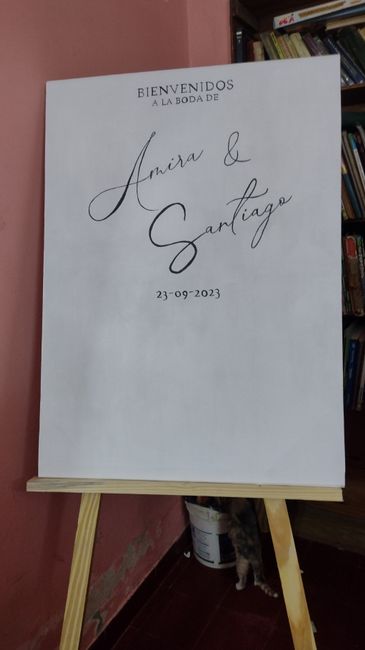 BIENVENIDOS
A LA BODA DE
Amira &
Santiago
23-09-2023